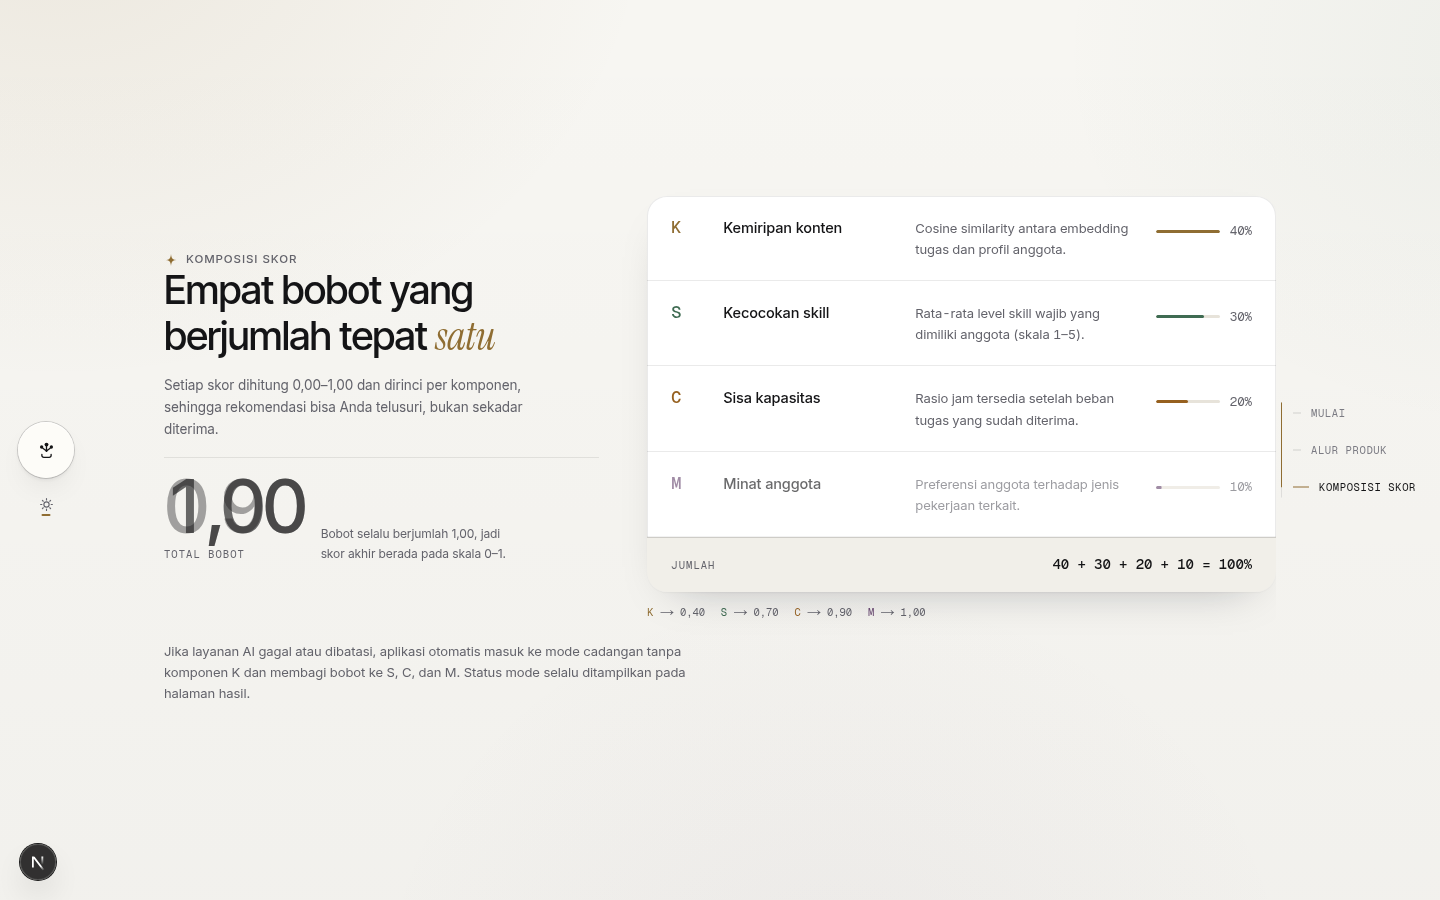 KOMPOSISI SKOR
Empat bobot yang
berjumlah tepat satu
Setiap skor dihitung 0,00–1,00 dan dirinci per komponen,
sehingga rekomendasi bisa Anda telusuri, bukan sekadar
diterima.
TOTAL BOBOT
Bobot selalu berjumlah 1,00, jadi
skor akhir berada pada skala 0–1.
K
Kemiripan konten
Cosine similarity antara embedding
tugas dan profil anggota.
40%
S
Kecocokan skill
Rata-rata level skill wajib yang
dimiliki anggota (skala 1–5).
30%
C
Sisa kapasitas
Rasio jam tersedia setelah beban
tugas yang sudah diterima.
20%
M
Minat anggota
Preferensi anggota terhadap jenis
pekerjaan terkait.
10%
JUMLAH
40 + 30 + 20 + 10 = 100%
K → 0,40 S → 0,70 C → 0,90 M → 1,00
Jika layanan AI gagal atau dibatasi, aplikasi otomatis masuk ke mode cadangan tanpa
komponen K dan membagi bobot ke S, C, dan M. Status mode selalu ditampilkan pada
halaman hasil.
MULAI
ALUR PRODUK
KOMPOSISI SKOR
N